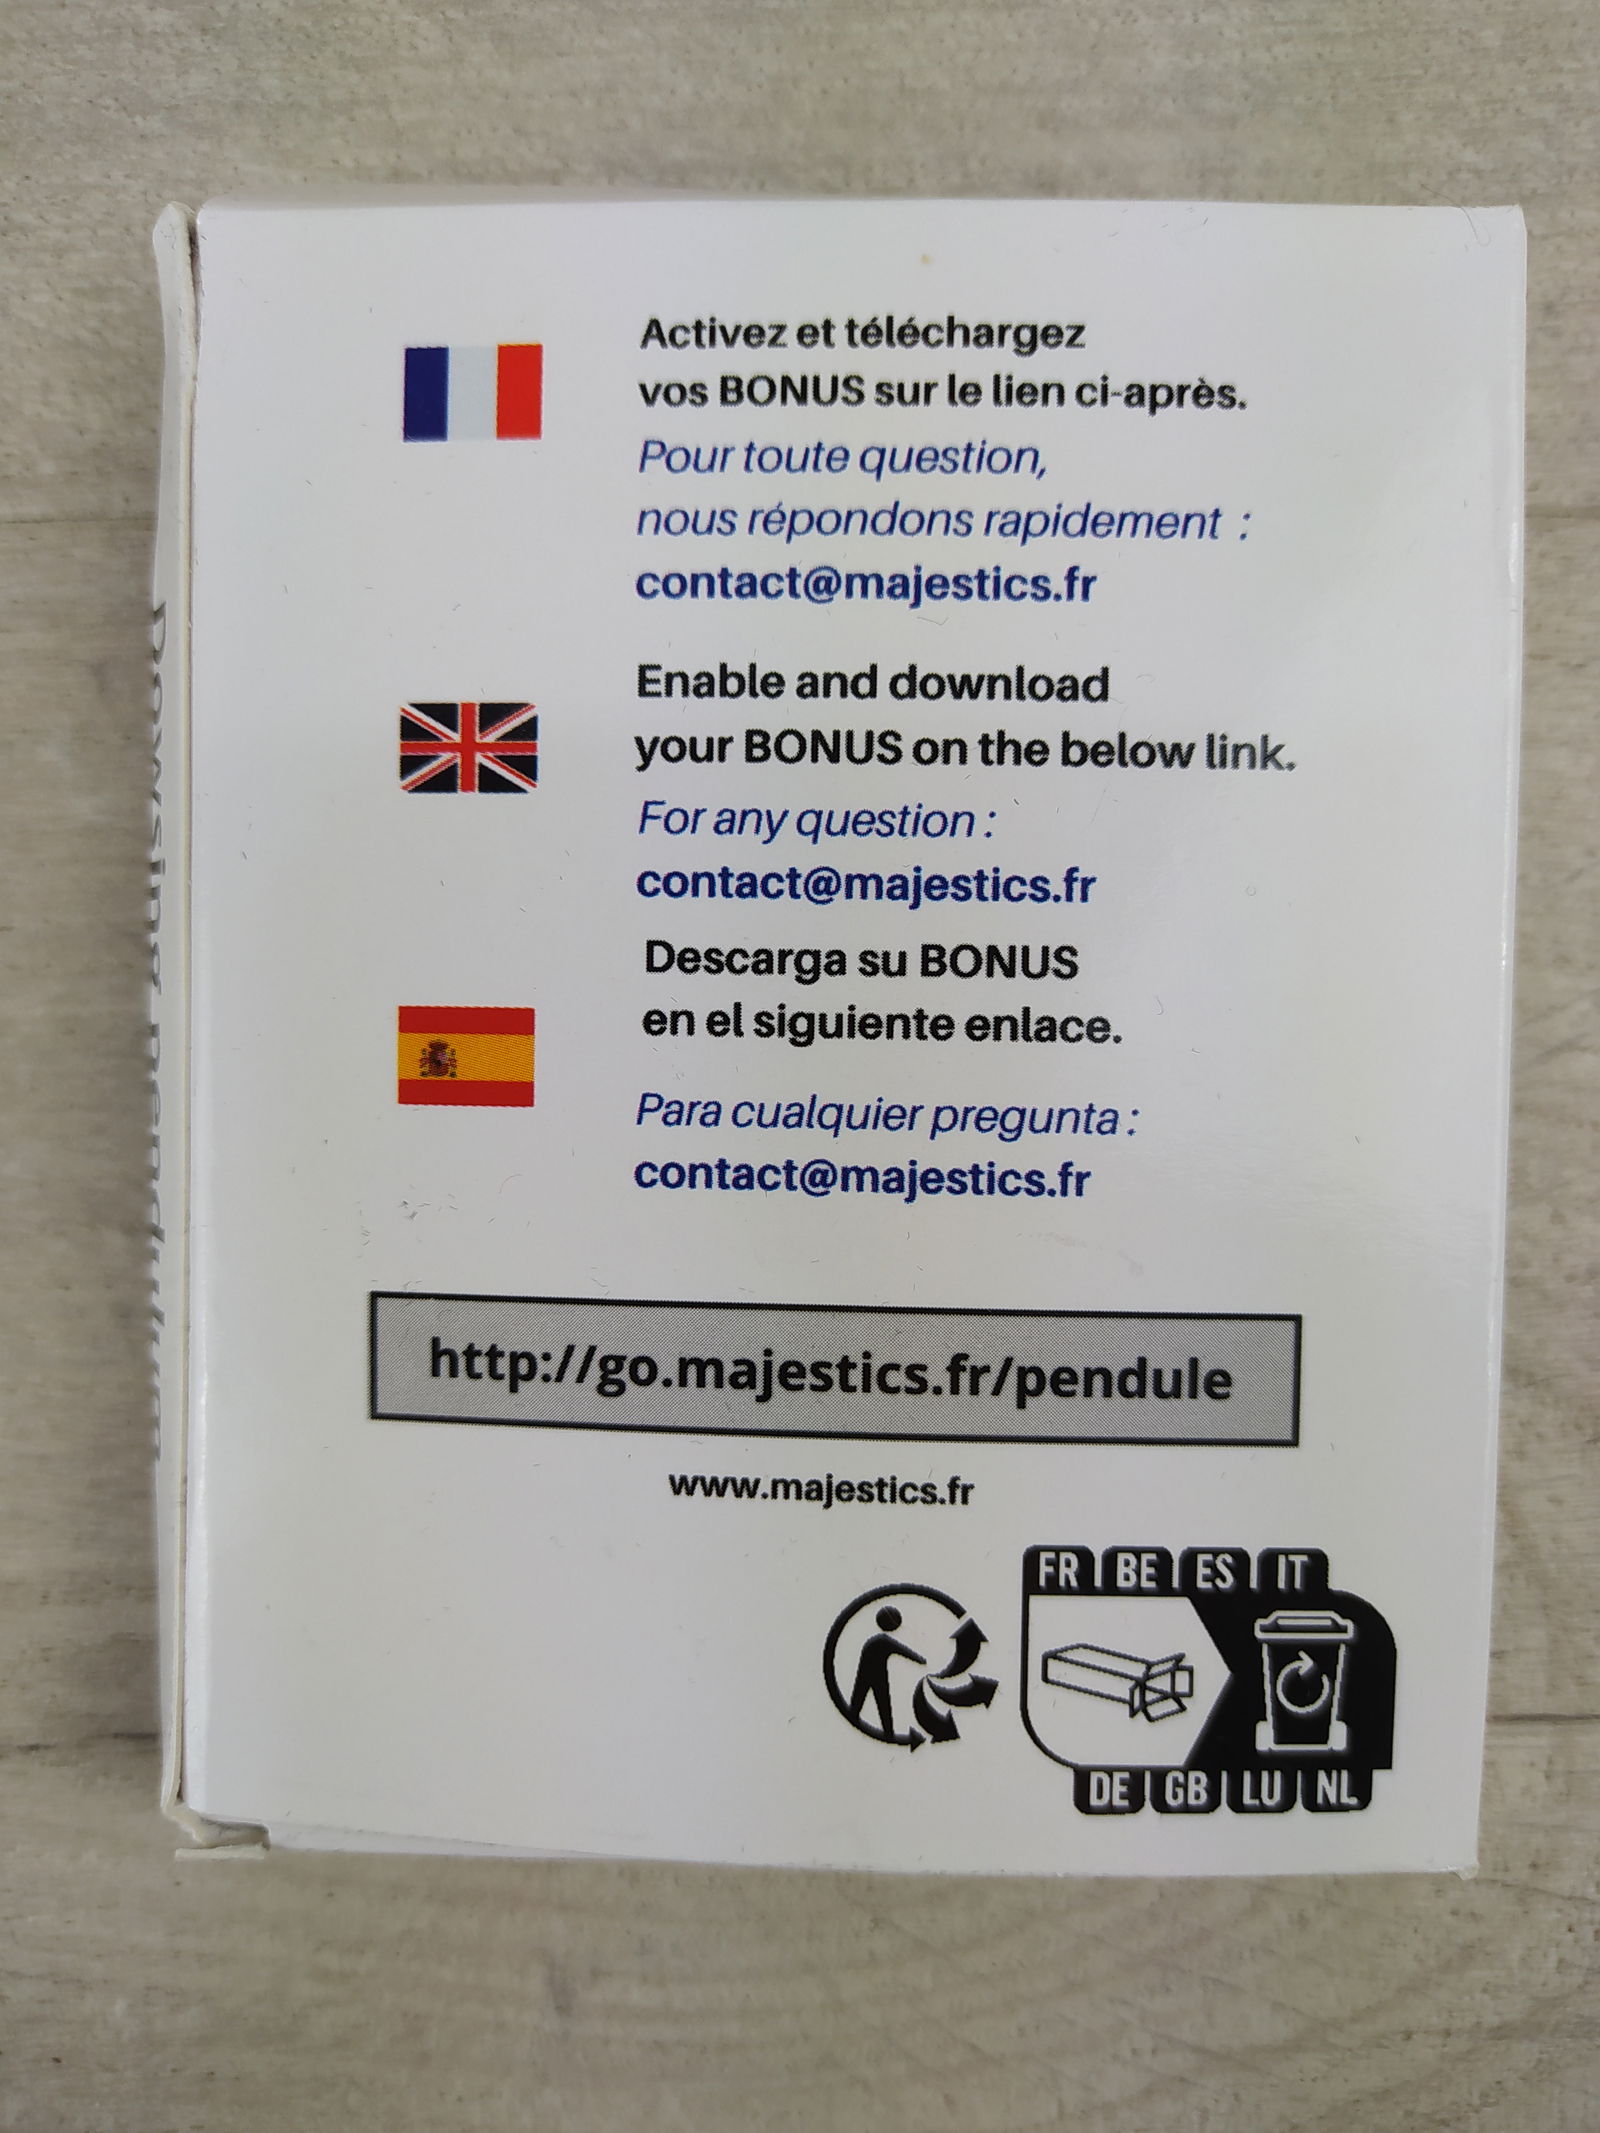 Activez et téléchargez
vos BONUS sur le lien ci-après.
Pour toute question,
nous répondons rapidement :
contact@majestics.fr
Enable and download
your BONUS on the below link.
For any question :
contact@majestics.fr
Descarga su BONUS
en el siguiente enlace.
Para cualquier pregunta :
contact@majestics.fr
http://go.majestics.fr/pendule
www.majestics.fr
FR | BE | ES | IT
DE | GB | LU | NL
Dowsing pendulum